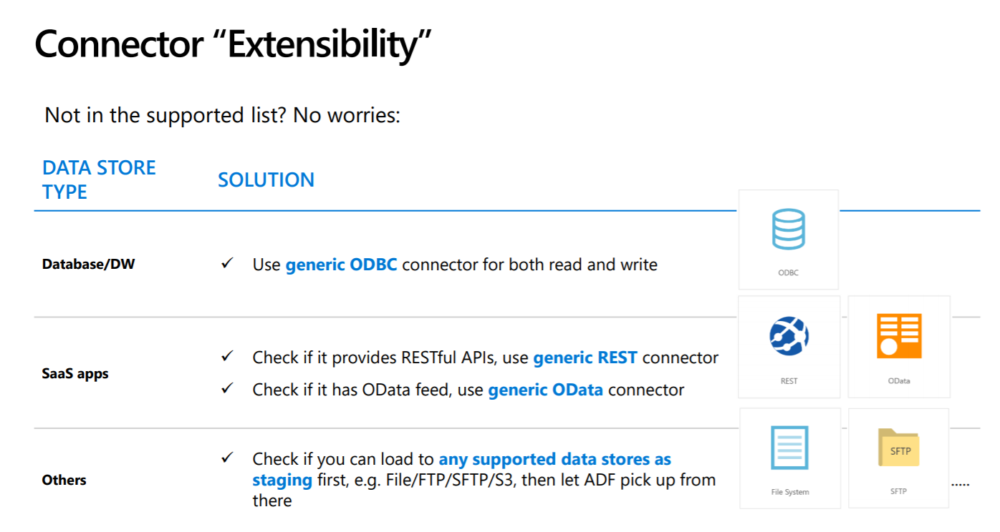 Connector “Extensibility”
Not in the supported list? No worries:
DATA STORE
TYPE
SOLUTION
Database/DW
✓ Use generic ODBC connector for both read and write
ODBC
SaaS apps
✓ Check if it provides RESTful APIs, use generic REST connector
✓ Check if it has OData feed, use generic OData connector
REST
OData
Others
✓ Check if you can load to any supported data stores as
staging first, e.g. File/FTP/SFTP/S3, then let ADF pick up from
there
File System
SFTP
SFTP
.....